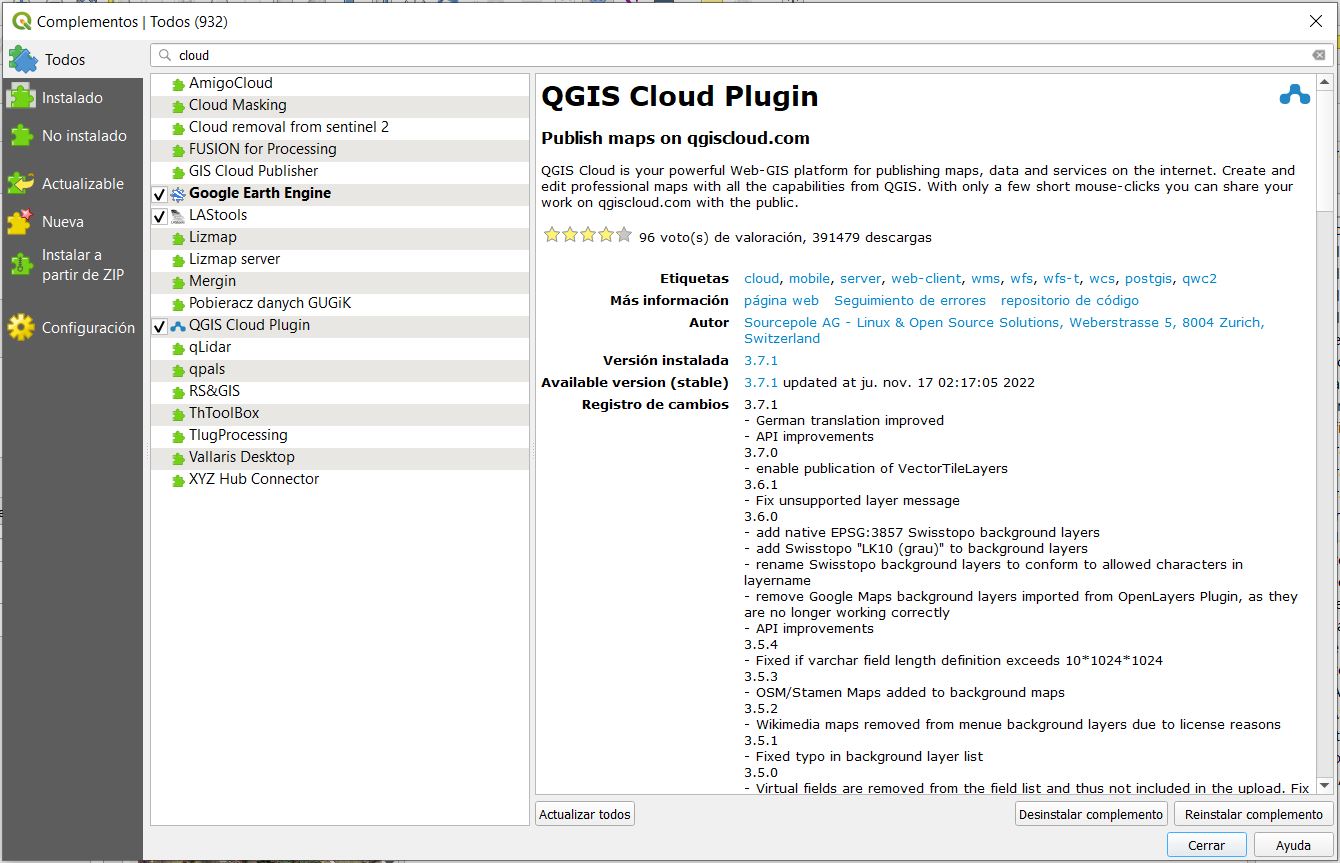 Complementos | Todos (932)
Todos
Instalado
No instalado
Actualizable
Nueva
Instalar a
partir de ZIP
Configuración
cloud
AmigoCloud
Cloud Masking
Cloud removal from sentinel 2
FUSION for Processing
GIS Cloud Publisher
Google Earth Engine
LAStools
Lizmap
Lizmap server
Mergin
Pobieracz danych GUGiK
QGIS Cloud Plugin
qLidar
qpals
RS&GIS
ThToolBox
TlugProcessing
Vallaris Desktop
XYZ Hub Connector
QGIS Cloud Plugin
Publish maps on qgiscloud.com
QGIS Cloud is your powerful Web-GIS platform for publishing maps, data and services on the internet. Create and
edit professional maps with all the capabilities from QGIS. With only a few short mouse-clicks you can share your
work on qgiscloud.com with the public.
96 voto(s) de valoración, 391479 descargas
Etiquetas cloud, mobile, server, web-client, wms, wfs, wfs-t, wcs, postgis, qwc2
Más información página web Seguimiento de errores repositorio de código
Autor Sourcepole AG - Linux & Open Source Solutions, Weberstrasse 5, 8004 Zurich,
Switzerland
Versión instalada 3.7.1
Available version (stable) 3.7.1 updated at ju. nov. 17 02:17:05 2022
Registro de cambios 3.7.1
- German translation improved
- API improvements
3.7.0
- enable publication of VectorTileLayers
3.6.1
- Fix unsupported layer message
3.6.0
- add native EPSG:3857 Swisstopo background layers
- add Swisstopo "LK10 (grau)" to background layers
- rename Swisstopo background layers to conform to allowed characters in
layername
- remove Google Maps background layers imported from OpenLayers Plugin, as they
are no longer working correctly
- API improvements
3.5.4
- Fixed if varchar field length definition exceeds 10*1024*1024
3.5.3
- OSM/Stamen Maps added to background maps
3.5.2
- Wikimedia maps removed from menue background layers due to license reasons
3.5.1
- Fixed typo in background layer list
3.5.0
- Virtual fields are removed from the field list and thus not included in the upload. Fix
Actualizar todos
Desinstalar complemento
Reinstalar complemento
Cerrar
Ayuda